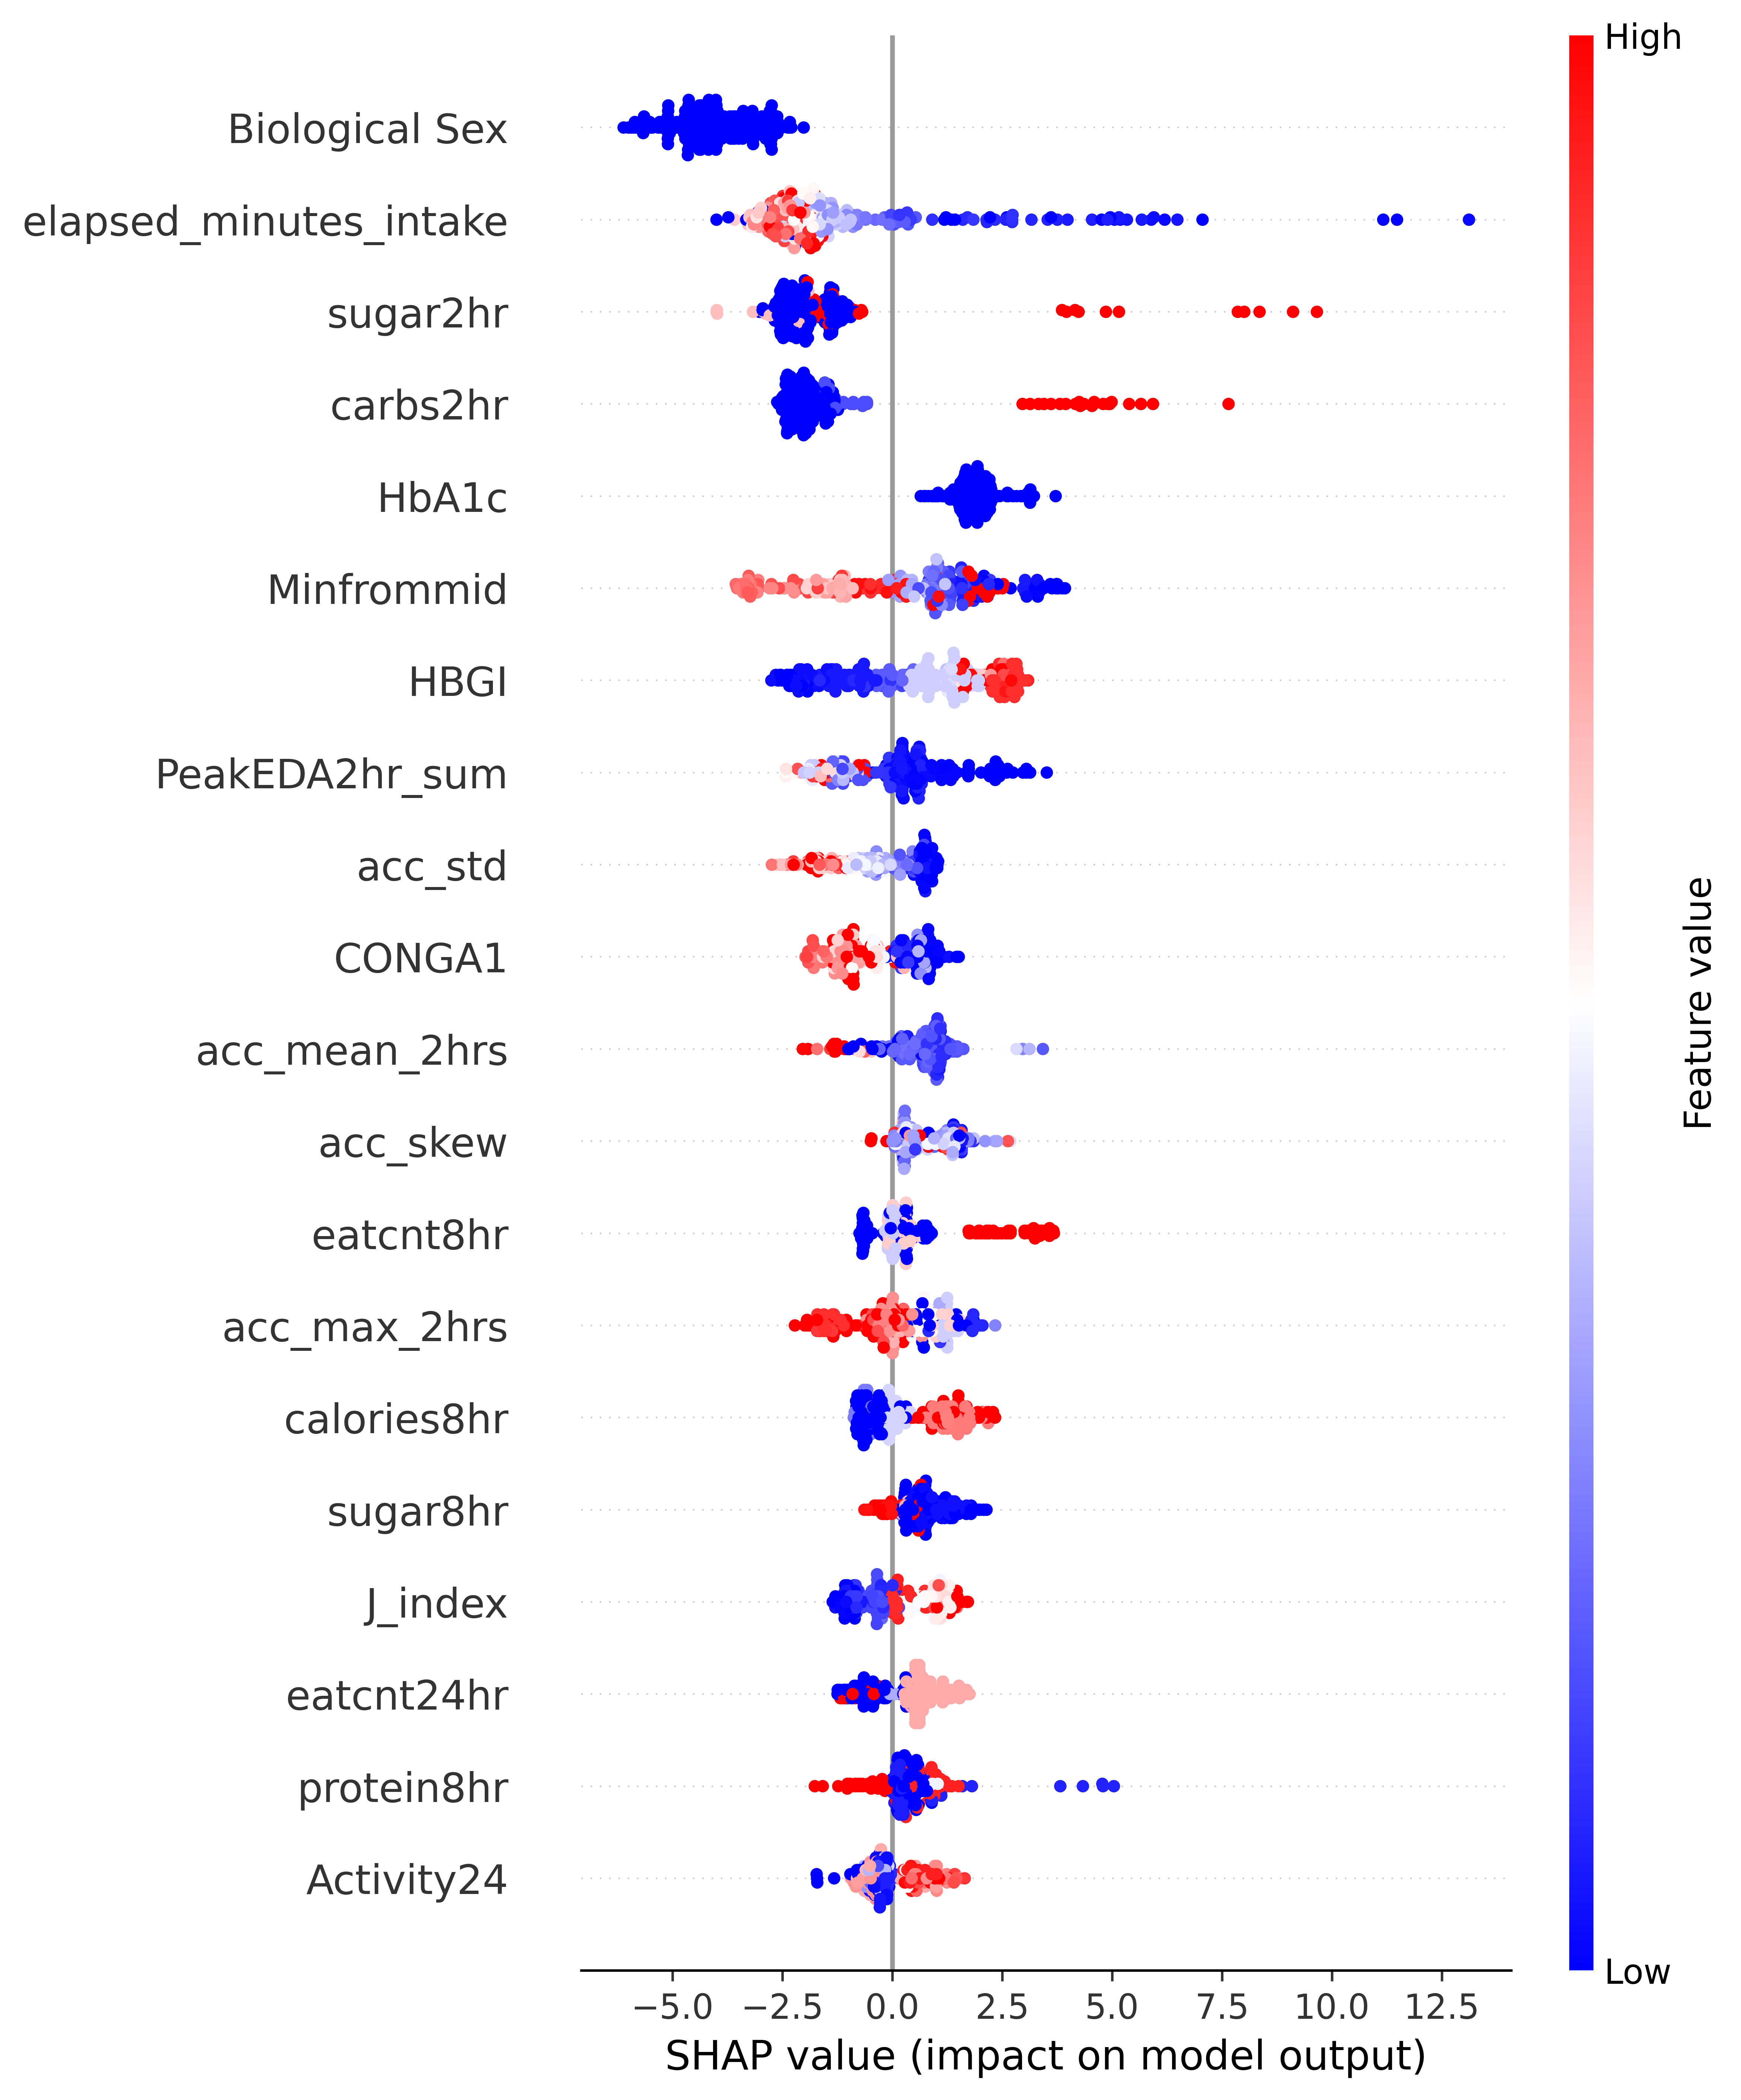 High
Biological Sex
elapsed_minutes_intake
sugar2hr
carbs2hr
HbA1c
Minfrommid
HBGI
PeakEDA2hr_sum
acc_std
CONGA1
acc_mean_2hrs
acc_skew
eatcnt8hr
acc_max_2hrs
calories8hr
sugar8hr
J_index
eatcnt24hr
protein8hr
Activity24
Feature value
Low
−5.0 −2.5 0.0 2.5 5.0 7.5 10.0 12.5
SHAP value (impact on model output)